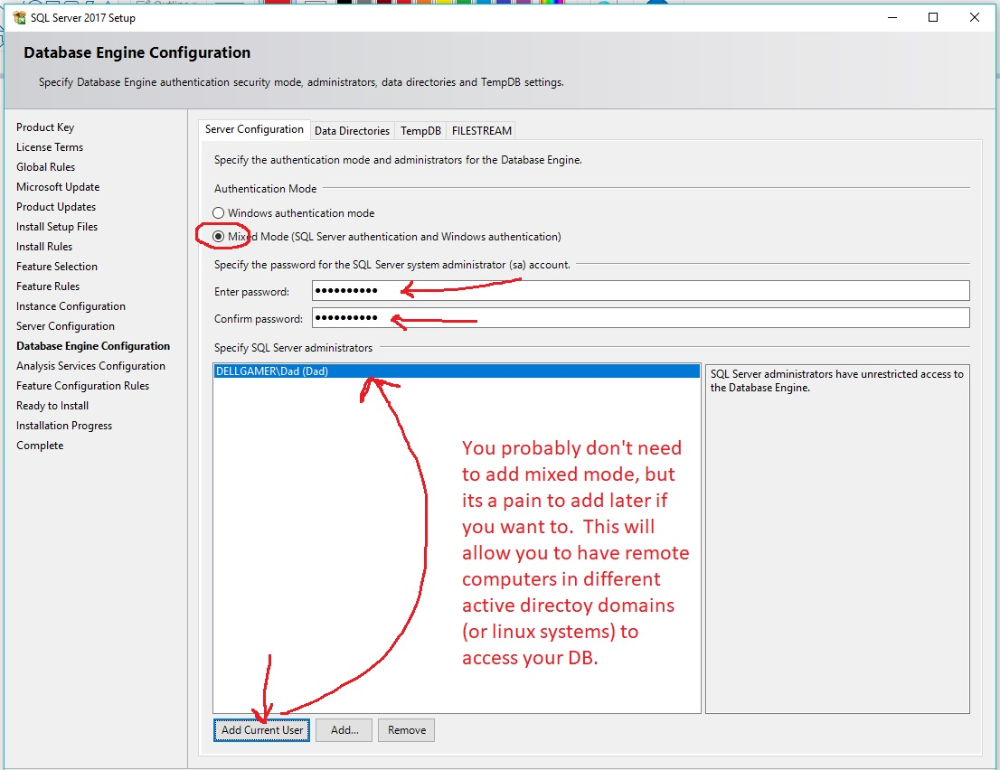 SQL Server 2017 Setup
Database Engine Configuration
Specify Database Engine authentication security mode, administrators, data directories and TempDB settings.
Product Key
License Terms
Global Rules
Microsoft Update
Product Updates
Install Setup Files
Install Rules
Feature Selection
Feature Rules
Instance Configuration
Server Configuration
Database Engine Configuration
Analysis Services Configuration
Feature Configuration Rules
Ready to Install
Installation Progress
Complete
Server Configuration Data Directories TempDB FILESTREAM
Specify the authentication mode and administrators for the Database Engine.
Authentication Mode
Windows authentication mode
Mixed Mode (SQL Server authentication and Windows authentication)
Specify the password for the SQL Server system administrator (sa) account.
Enter password: ●●●●●●●●●●
Confirm password: ●●●●●●●●●●
Specify SQL Server administrators
DELLGAMER\Dad (Dad)
SQL Server administrators have unrestricted access to
the Database Engine.
You probably don't need
to add mixed mode, but
its a pain to add later if
you want to. This will
allow you to have remote
computers in different
active directoy domains
(or linux systems) to
access your DB.
Add Current User Add... Remove